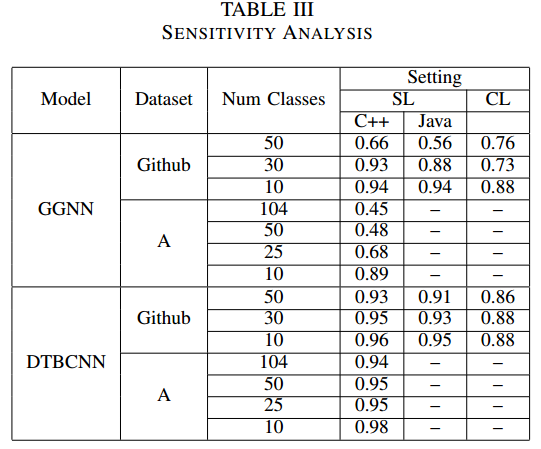 TABLE III
SENSITIVITY ANALYSIS
Model Dataset Num Classes Setting
SL CL
C++ Java
GGNN Github 50 0.66 0.56 0.76
30 0.93 0.88 0.73
10 0.94 0.94 0.88
A 104 0.45 – –
50 0.48 – –
25 0.68 – –
10 0.89 – –
DTBCNN Github 50 0.93 0.91 0.86
30 0.95 0.93 0.88
10 0.96 0.95 0.88
A 104 0.94 – –
50 0.95 – –
25 0.95 – –
10 0.98 – –